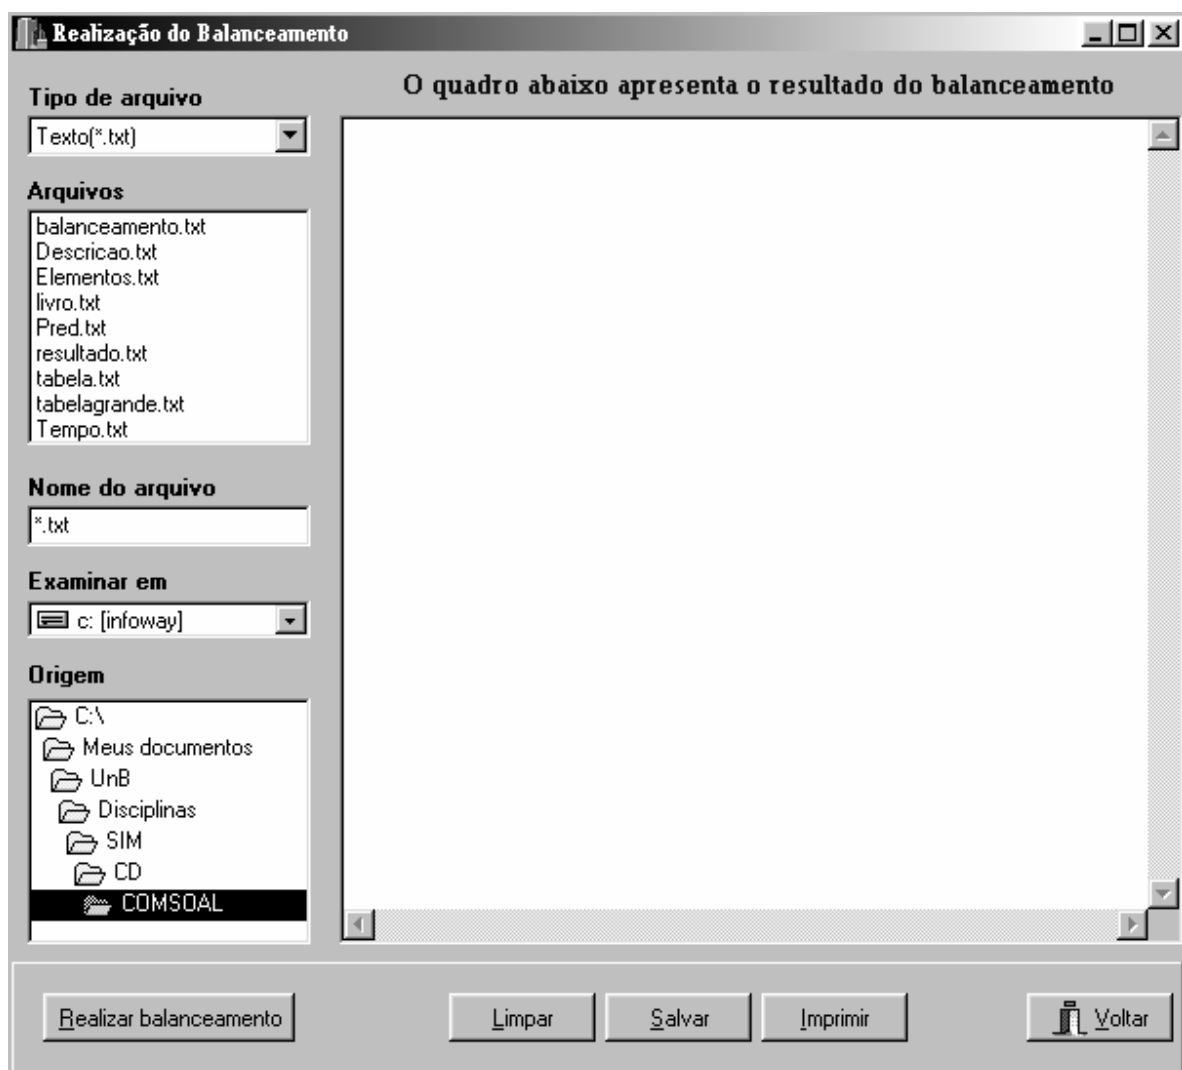 Realização do Balanceamento
Tipo de arquivo
Texto(*.txt)
Arquivos
balanceamento.txt
Descricao.txt
Elementos.txt
livro.txt
Pred.txt
resultado.txt
tabela.txt
tabelagrande.txt
Tempo.txt
Nome do arquivo
*.txt
Examinar em
c: [infoway]
Origem
C:\
Meus documentos
UnB
Disciplinas
SIM
CD
COMSOAL
O quadro abaixo apresenta o resultado do balanceamento
Realizar balanceamento
Limpar
Salvar
Imprimir
Voltar